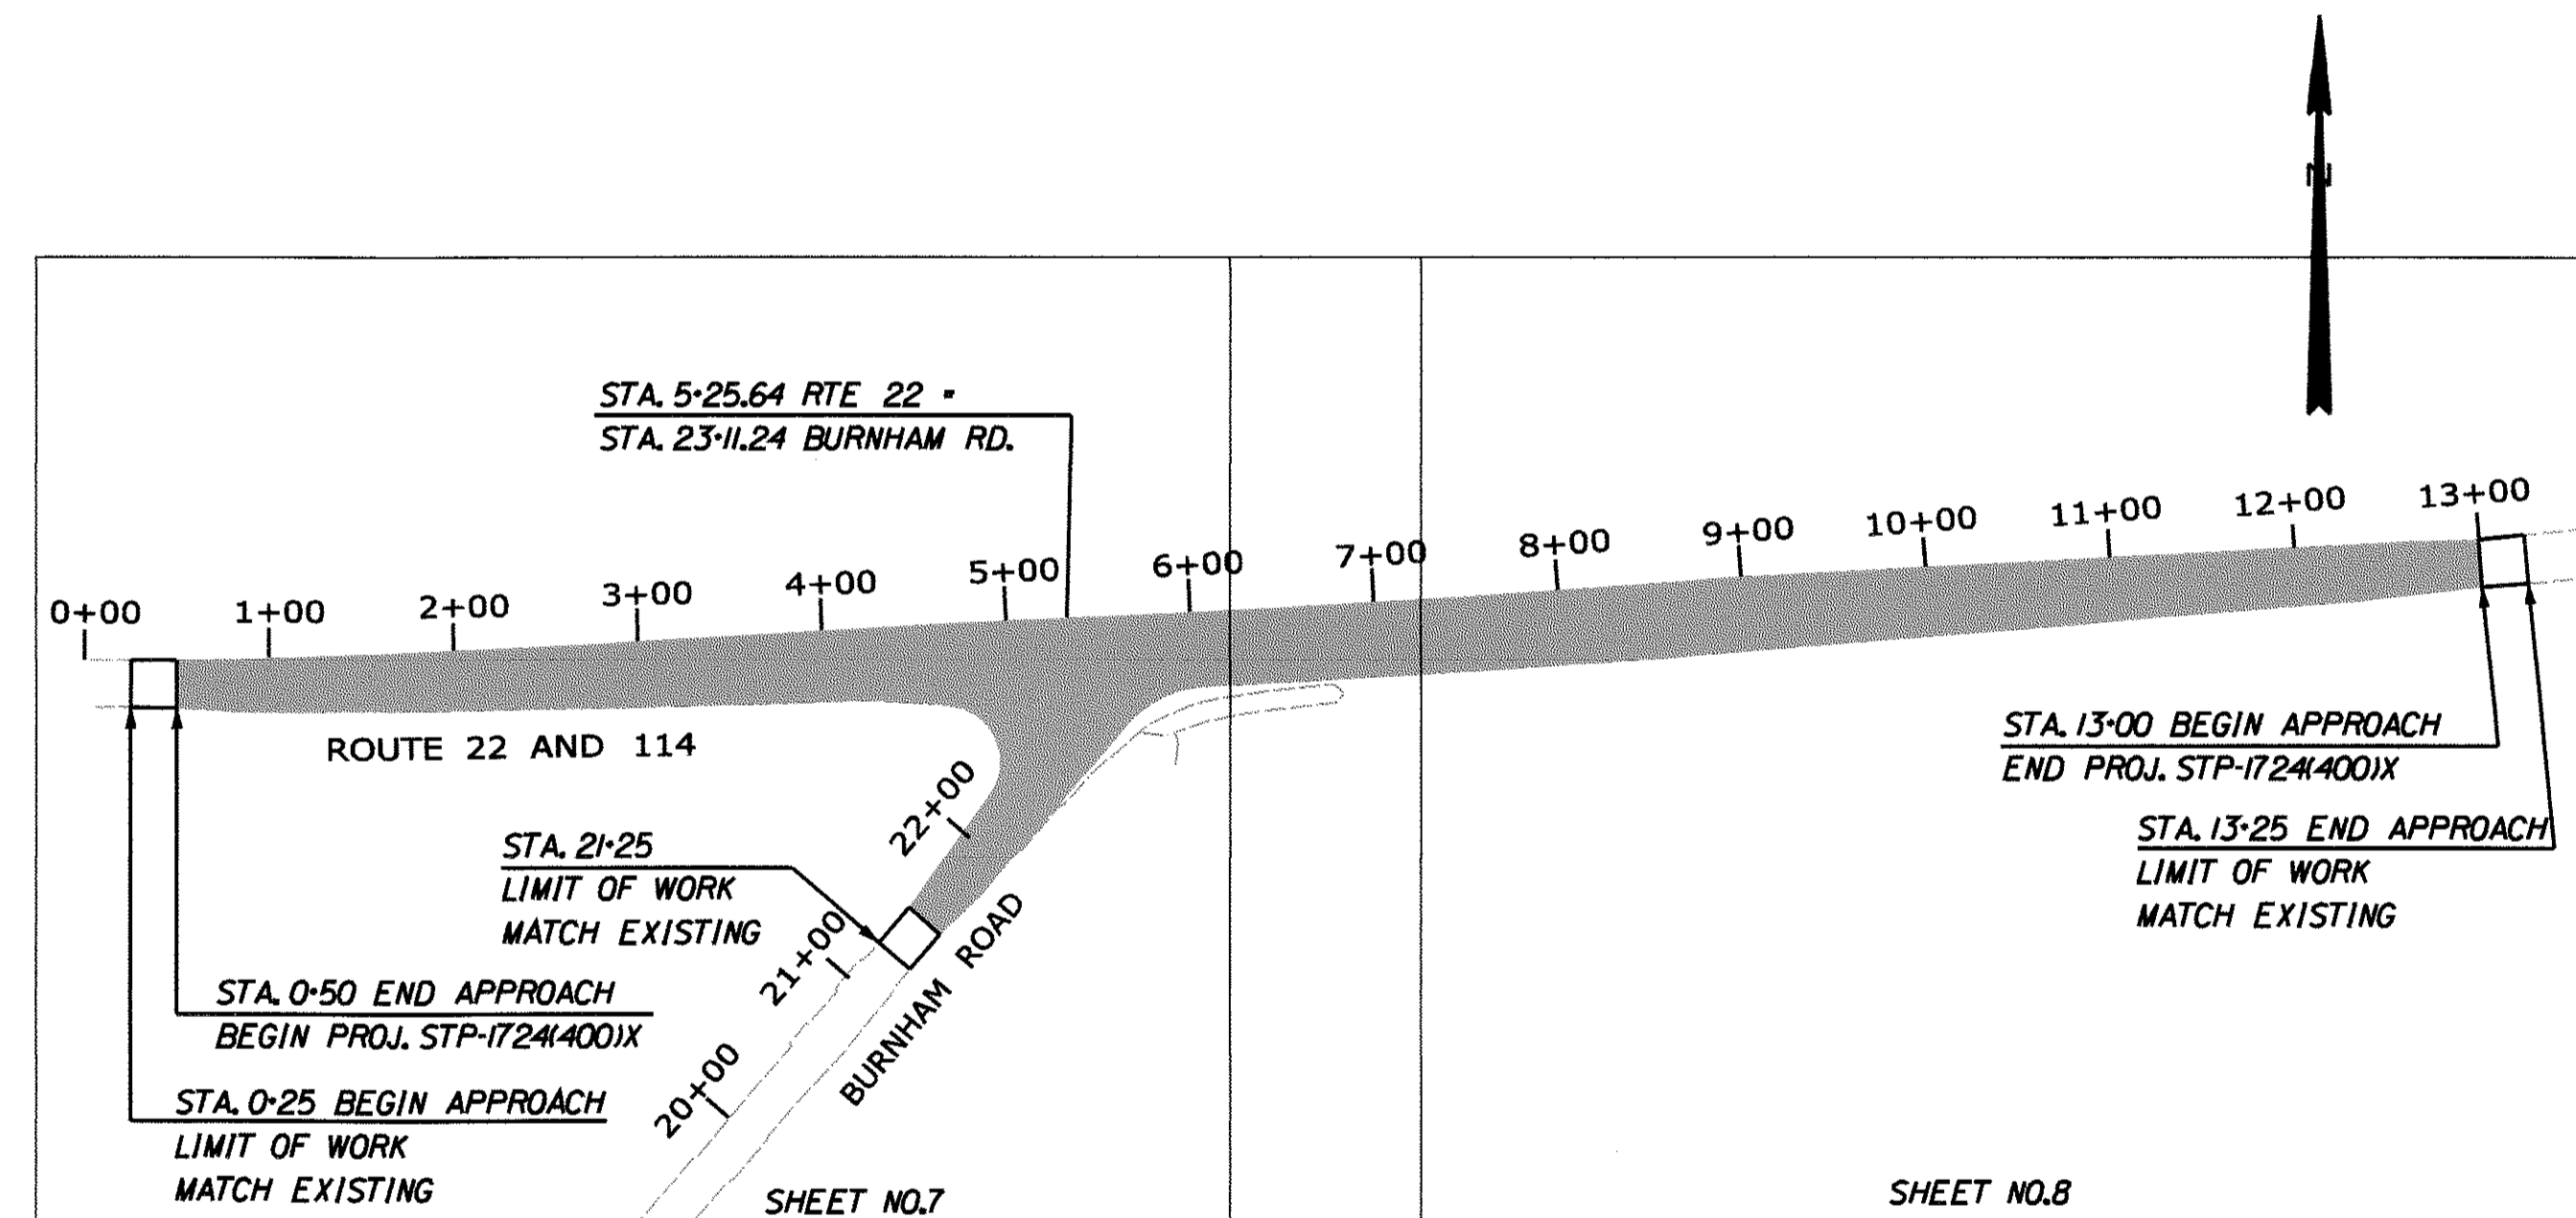 N
STA. 5+25.64 RTE 22 =
STA. 23+11.24 BURNHAM RD.
0+00
1+00
2+00
3+00
4+00
5+00
6+00
7+00
8+00
9+00
10+00
11+00
12+00
13+00
ROUTE 22 AND 114
STA. 13+00 BEGIN APPROACH
END PROJ. STP-1724(400)X
STA. 13+25 END APPROACH
LIMIT OF WORK
MATCH EXISTING
22+00
STA. 21+25
LIMIT OF WORK
MATCH EXISTING
21+00
BURNHAM ROAD
20+00
STA. 0+50 END APPROACH
BEGIN PROJ. STP-1724(400)X
STA. 0+25 BEGIN APPROACH
LIMIT OF WORK
MATCH EXISTING
SHEET NO.7
SHEET NO.8